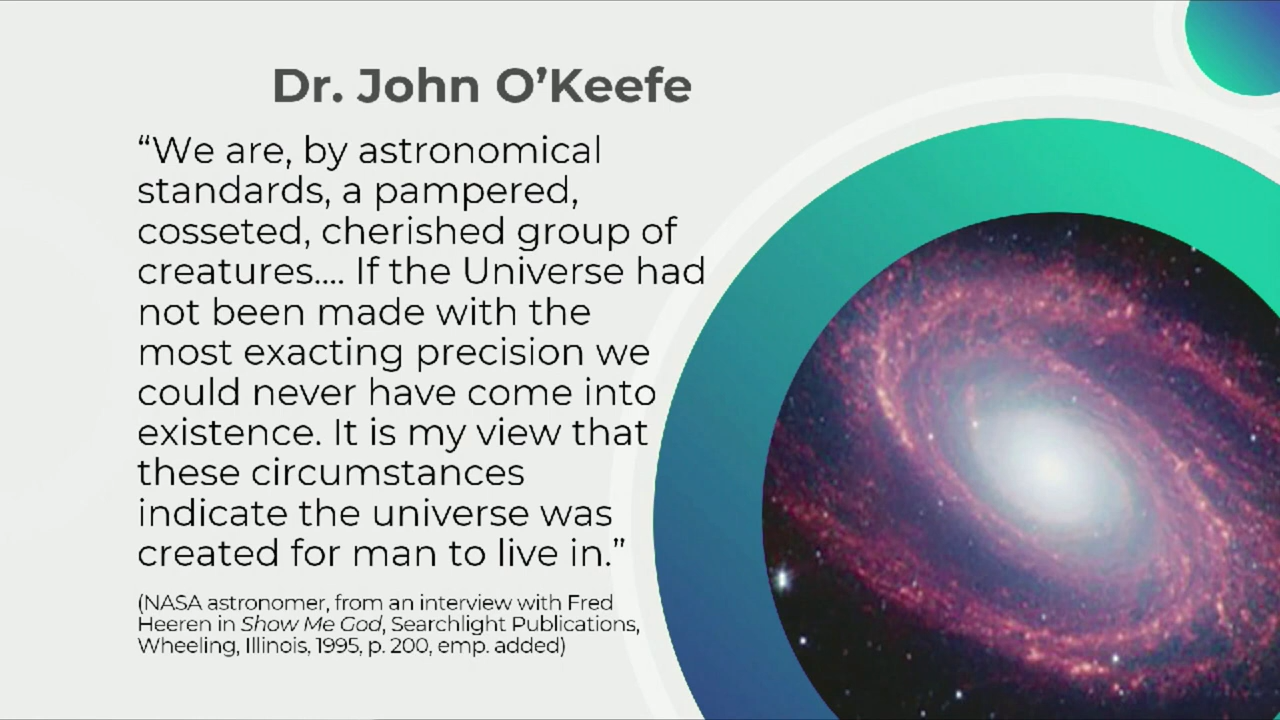 Dr. John O’Keefe
“We are, by astronomical
standards, a pampered,
cosseted, cherished group of
creatures.... If the Universe had
not been made with the
most exacting precision we
could never have come into
existence. It is my view that
these circumstances
indicate the universe was
created for man to live in.”
(NASA astronomer, from an interview with Fred
Heeren in Show Me God, Searchlight Publications,
Wheeling, Illinois, 1995, p. 200, emp. added)